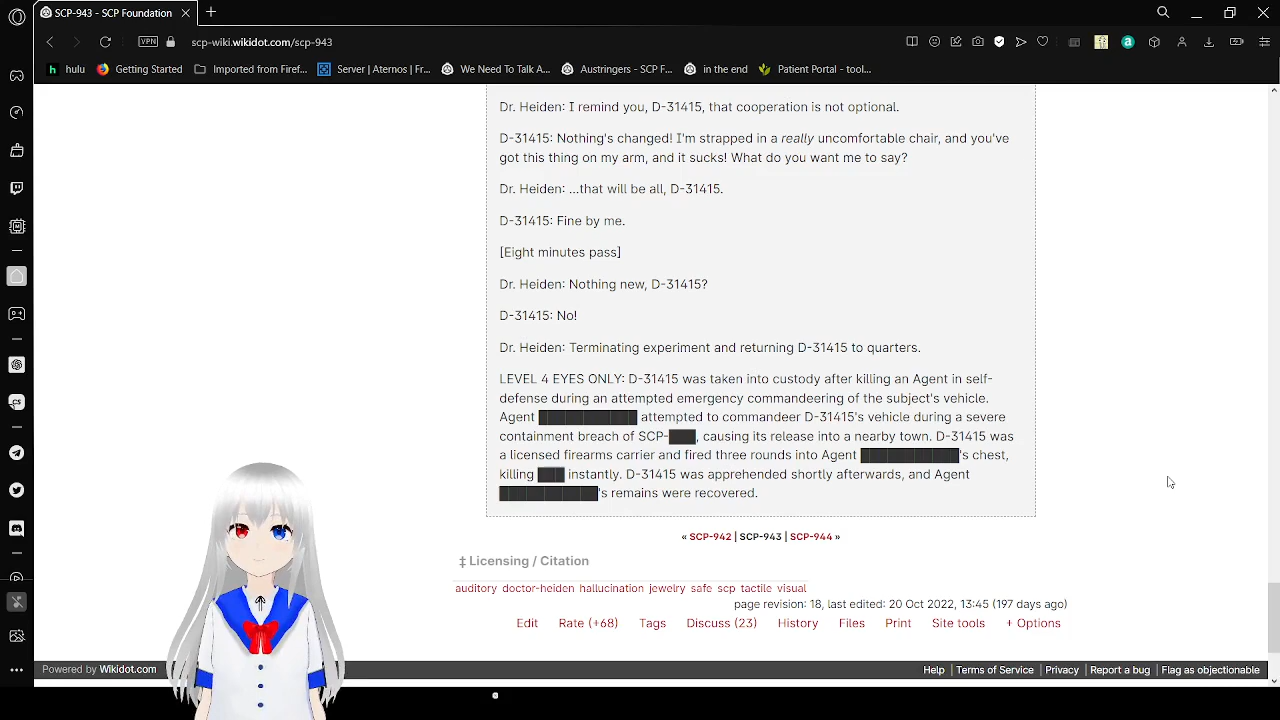 SCP-943 - SCP Foundation
VPN
scp-wiki.wikidot.com/scp-943
hulu
Getting Started
Imported from Firef...
Server | Aternos | Fr...
We Need To Talk A...
Austringers - SCP F...
in the end
Patient Portal - tool...
Dr. Heiden: I remind you, D-31415, that cooperation is not optional.
D-31415: Nothing's changed! I'm strapped in a really uncomfortable chair, and you've
got this thing on my arm, and it sucks! What do you want me to say?
Dr. Heiden: …that will be all, D-31415.
D-31415: Fine by me.
[Eight minutes pass]
Dr. Heiden: Nothing new, D-31415?
D-31415: No!
Dr. Heiden: Terminating experiment and returning D-31415 to quarters.
LEVEL 4 EYES ONLY: D-31415 was taken into custody after killing an Agent in self-
defense during an attempted emergency commandeering of the subject's vehicle.
Agent ███████████ attempted to commandeer D-31415's vehicle during a severe
containment breach of SCP-███, causing its release into a nearby town. D-31415 was
a licensed firearms carrier and fired three rounds into Agent ███████████'s chest,
killing ███ instantly. D-31415 was apprehended shortly afterwards, and Agent
███████████'s remains were recovered.
« SCP-942 | SCP-943 | SCP-944 »
‡ Licensing / Citation
auditory doctor-heiden hallucination jewelry safe scp tactile visual
page revision: 18, last edited: 20 Oct 2022, 13:45 (197 days ago)
Edit Rate (+68) Tags Discuss (23) History Files Print Site tools + Options
Powered by Wikidot.com
Help | Terms of Service | Privacy | Report a bug | Flag as objectionable